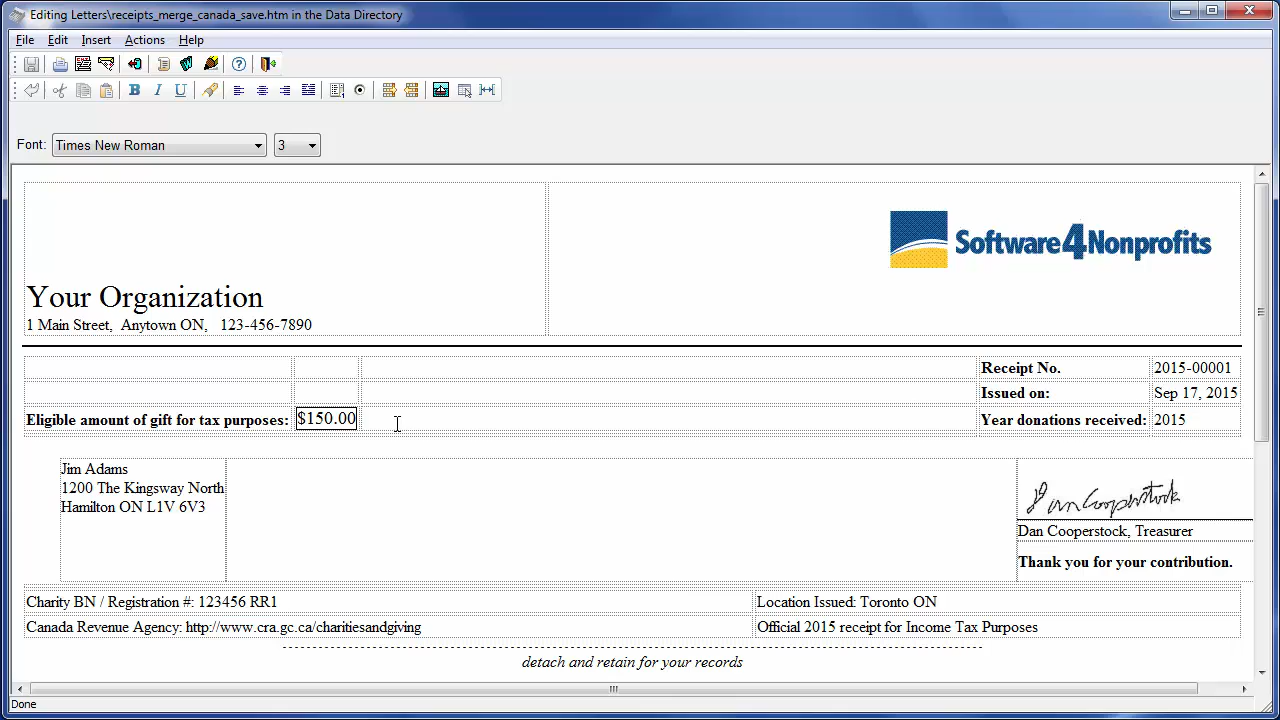 Editing Letters\receipts_merge_canada_save.htm in the Data Directory
File Edit Insert Actions Help
Font: Times New Roman 3
Software4Nonprofits
Your Organization
1 Main Street, Anytown ON, 123-456-7890
Receipt No. 2015-00001
Issued on: Sep 17, 2015
Eligible amount of gift for tax purposes: $150.00 Year donations received: 2015
Jim Adams
1200 The Kingsway North
Hamilton ON L1V 6V3
Dan Cooperstock
Dan Cooperstock, Treasurer
Thank you for your contribution.
Charity BN / Registration #: 123456 RR1 Location Issued: Toronto ON
Canada Revenue Agency: http://www.cra.gc.ca/charitiesandgiving Official 2015 receipt for Income Tax Purposes
detach and retain for your records
Done